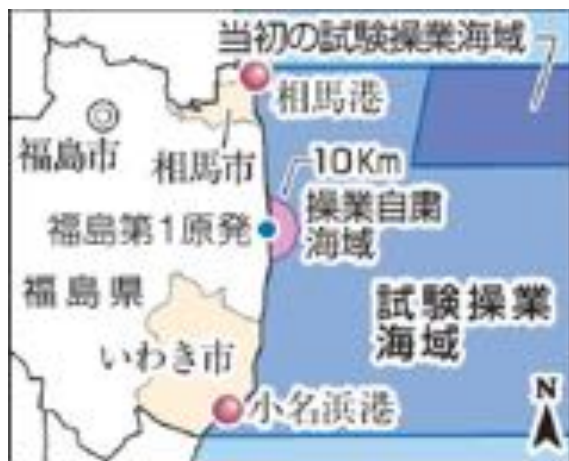 当初の試験操業海域
相馬港
福島市
相馬市
10Km
操業自粛
海域
福島第1原発
福島県
試験操業
海域
いわき市
小名浜港
N